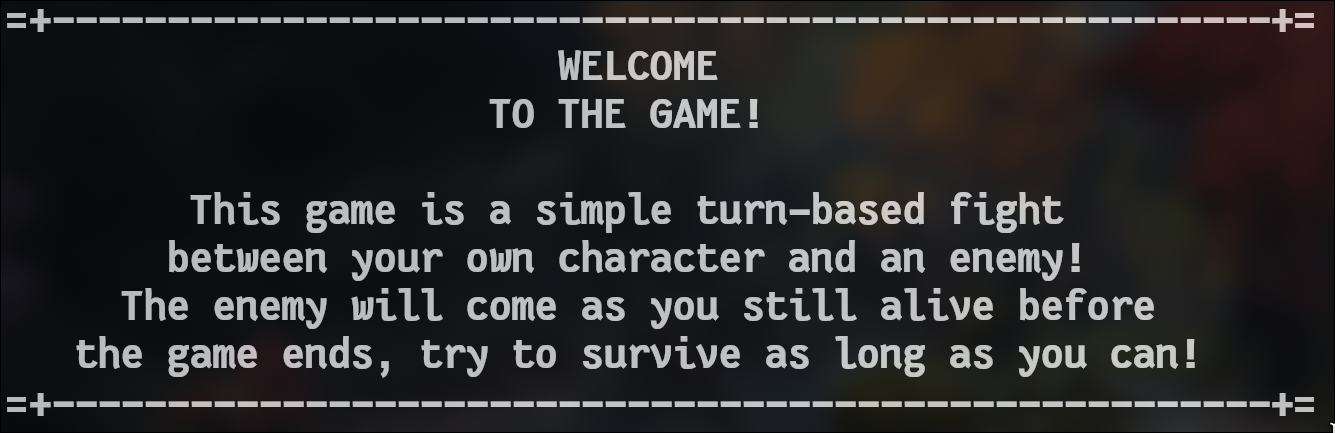 =+-----------------------------------------------------+=
WELCOME
TO THE GAME!
This game is a simple turn-based fight
between your own character and an enemy!
The enemy will come as you still alive before
the game ends, try to survive as long as you can!
=+-----------------------------------------------------+=